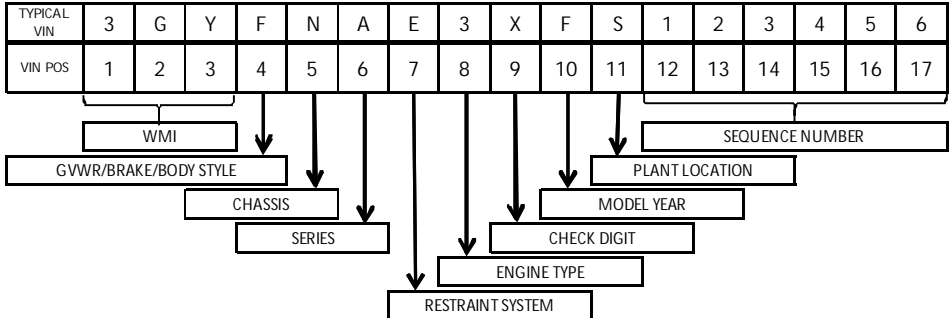 TYPICAL VIN 3 G Y F N A E 3 X F S 1 2 3 4 5 6
VIN POS 1 2 3 4 5 6 7 8 9 10 11 12 13 14 15 16 17
WMI SEQUENCE NUMBER
GVWR/BRAKE/BODY STYLE PLANT LOCATION
CHASSIS MODEL YEAR
SERIES CHECK DIGIT
ENGINE TYPE
RESTRAINT SYSTEM